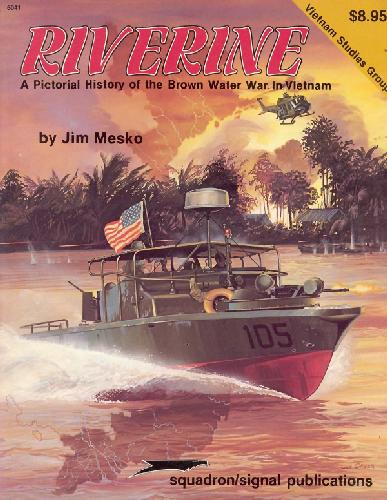 6041
RIVERINE
A Pictorial History of the Brown Water War In Vietnam
Vietnam Studies Group
$8.95
by Jim Mesko
105
squadron/signal publications